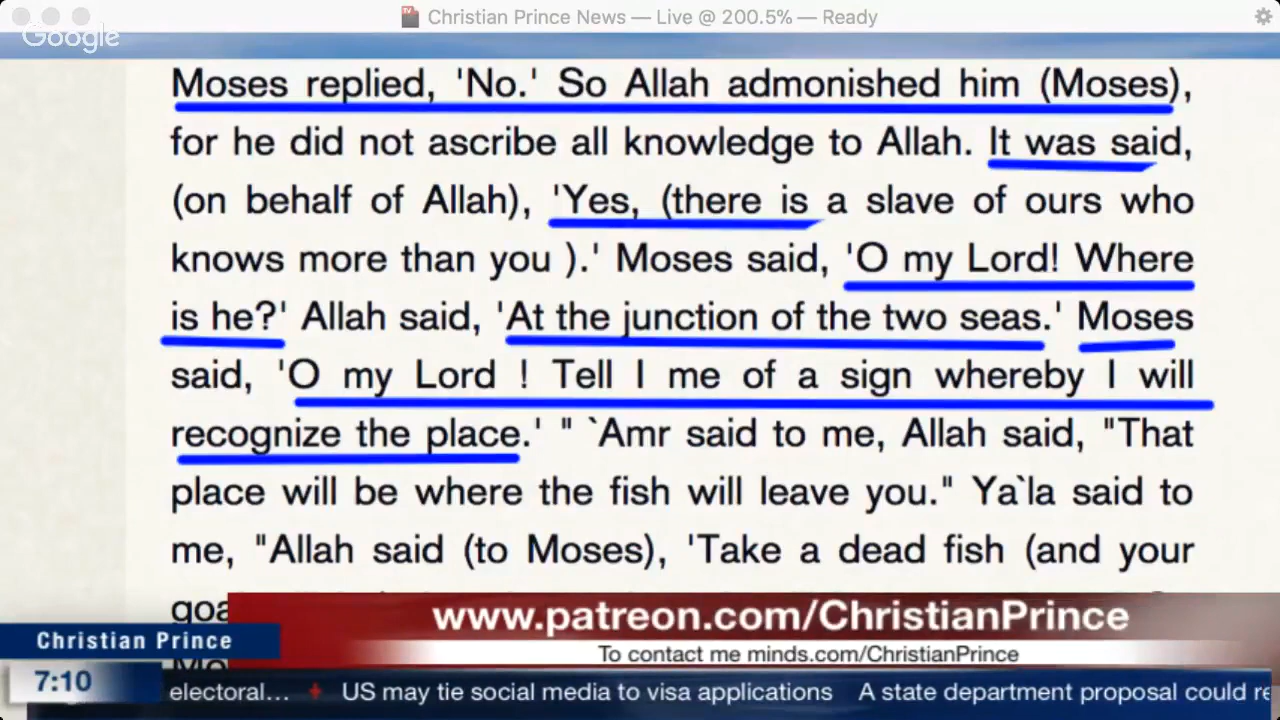 Christian Prince News — Live @ 200.5% — Ready
Google
Moses replied, 'No.' So Allah admonished him (Moses),
for he did not ascribe all knowledge to Allah. It was said,
(on behalf of Allah), 'Yes, (there is a slave of ours who
knows more than you ).' Moses said, 'O my Lord! Where
is he?' Allah said, 'At the junction of the two seas.' Moses
said, 'O my Lord ! Tell I me of a sign whereby I will
recognize the place.' " `Amr said to me, Allah said, "That
place will be where the fish will leave you." Ya`la said to
me, "Allah said (to Moses), 'Take a dead fish (and your
www.patreon.com/ChristianPrince
Christian Prince
To contact me minds.com/ChristianPrince
7:10
electoral... US may tie social media to visa applications A state department proposal could